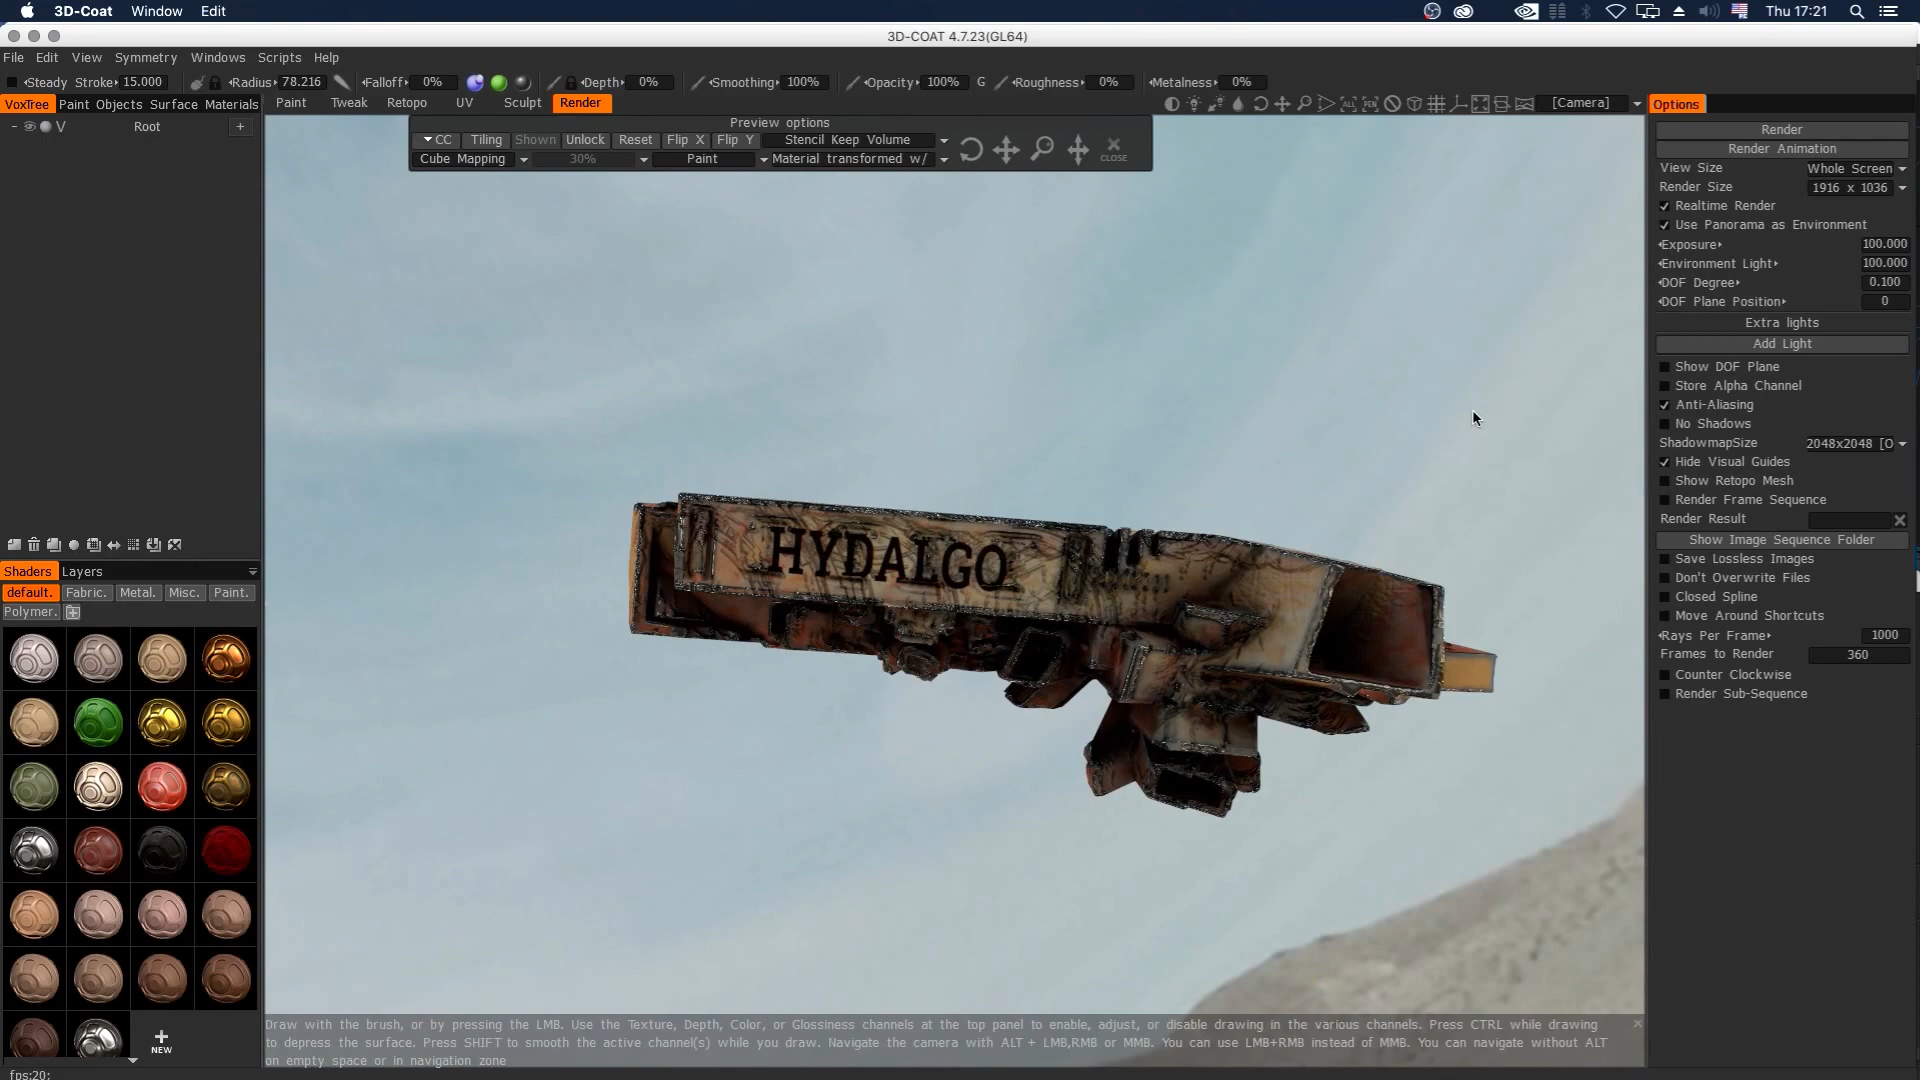 3D-Coat Window Edit Thu 17:21
3D-COAT 4.7.23(GL64)
File Edit View Symmetry Windows Scripts Help
Steady Stroke 15.000 Radius 78.216 Falloff 0% Depth 0% Smoothing 100% Opacity 100% G Roughness 0% Metalness 0%
VoxTree Paint Objects Surface Materials Paint Tweak Retopo UV Sculpt Render [Camera] Options
V Root +
Preview options
CC Tiling Shown Unlock Reset Flip X Flip Y Stencil Keep Volume
Cube Mapping 30% Paint Material transformed w/
CLOSE
Render
Render Animation
View Size Whole Screen
Render Size 1916 x 1036
Realtime Render
Use Panorama as Environment
Exposure 100.000
Environment Light 100.000
DOF Degree 0.100
DOF Plane Position 0
Extra lights
Add Light
Show DOF Plane
Store Alpha Channel
Anti-Aliasing
No Shadows
ShadowmapSize 2048x2048 [O
Hide Visual Guides
Show Retopo Mesh
Render Frame Sequence
Render Result
Show Image Sequence Folder
Save Lossless Images
Don't Overwrite Files
Closed Spline
Move Around Shortcuts
Rays Per Frame 1000
Frames to Render 360
Counter Clockwise
Render Sub-Sequence
HYDALGO
Shaders Layers
default. Fabric. Metal. Misc. Paint.
Polymer.
NEW
Draw with the brush, or by pressing the LMB. Use the Texture, Depth, Color, or Glossiness channels at the top panel to enable, adjust, or disable drawing in the various channels. Press CTRL while drawing
to depress the surface. Press SHIFT to smooth the active channel(s) while you draw. Navigate the camera with ALT + LMB,RMB or MMB. You can use LMB+RMB instead of MMB. You can navigate without ALT
on empty space or in navigation zone
fps:20;